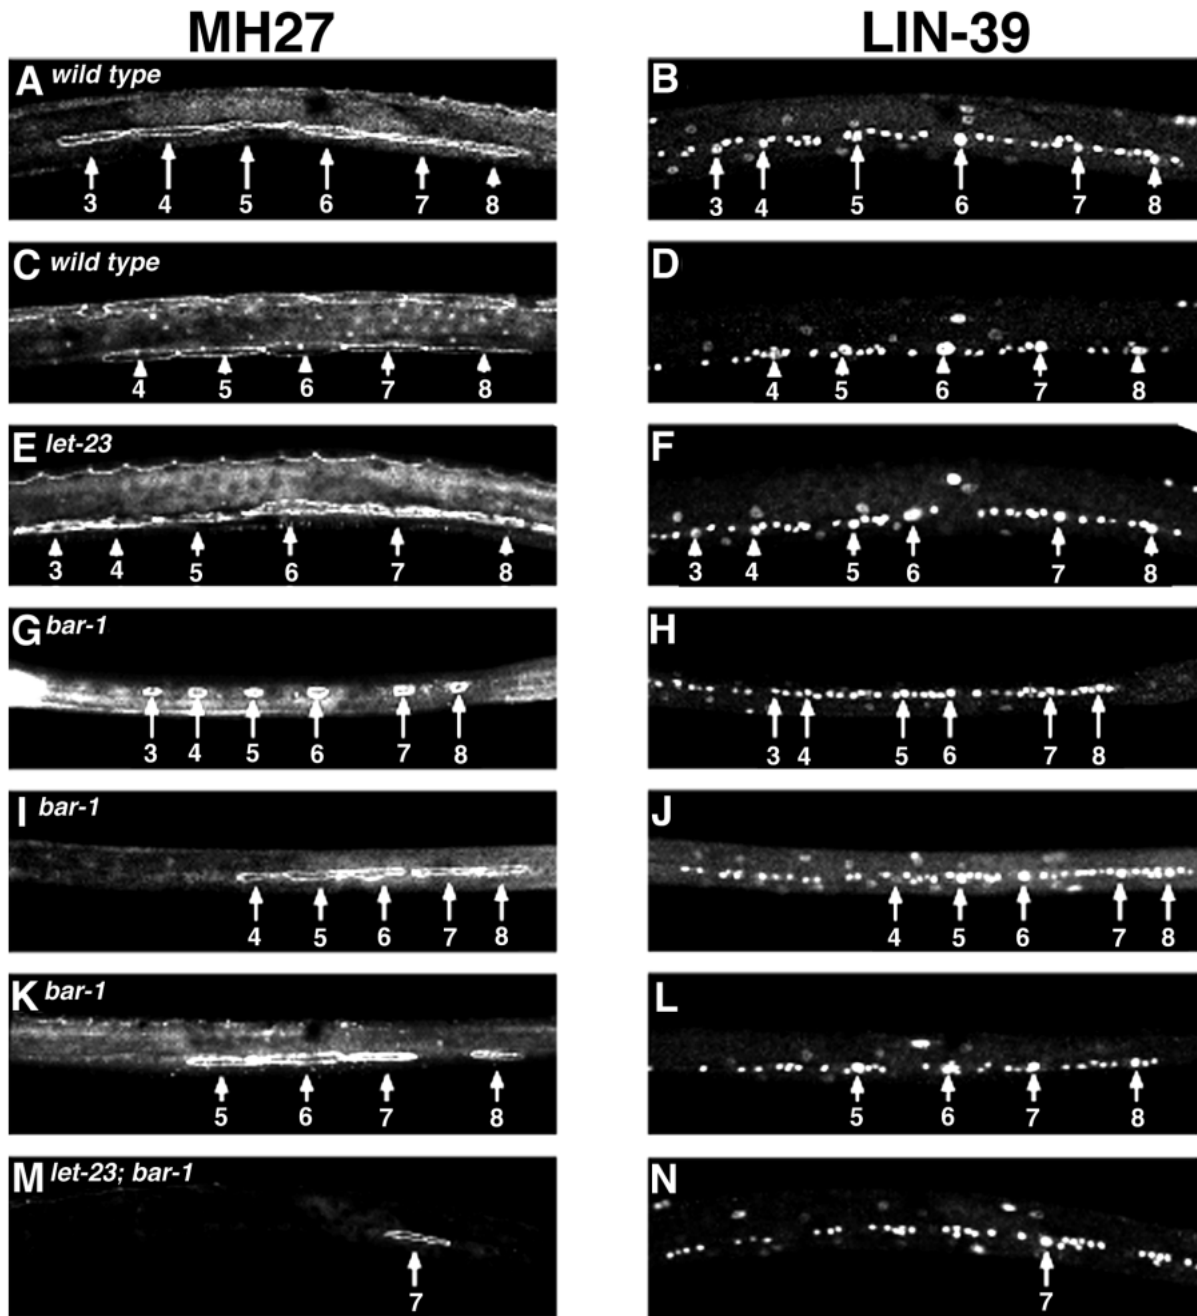 MH27 LIN-39
A wild type B
3 4 5 6 7 8 3 4 5 6 7 8
C wild type D
4 5 6 7 8 4 5 6 7 8
E let-23 F
3 4 5 6 7 8 3 4 5 6 7 8
G bar-1 H
3 4 5 6 7 8 3 4 5 6 7 8
I bar-1 J
4 5 6 7 8 4 5 6 7 8
K bar-1 L
5 6 7 8 5 6 7 8
M let-23; bar-1 N
7 7